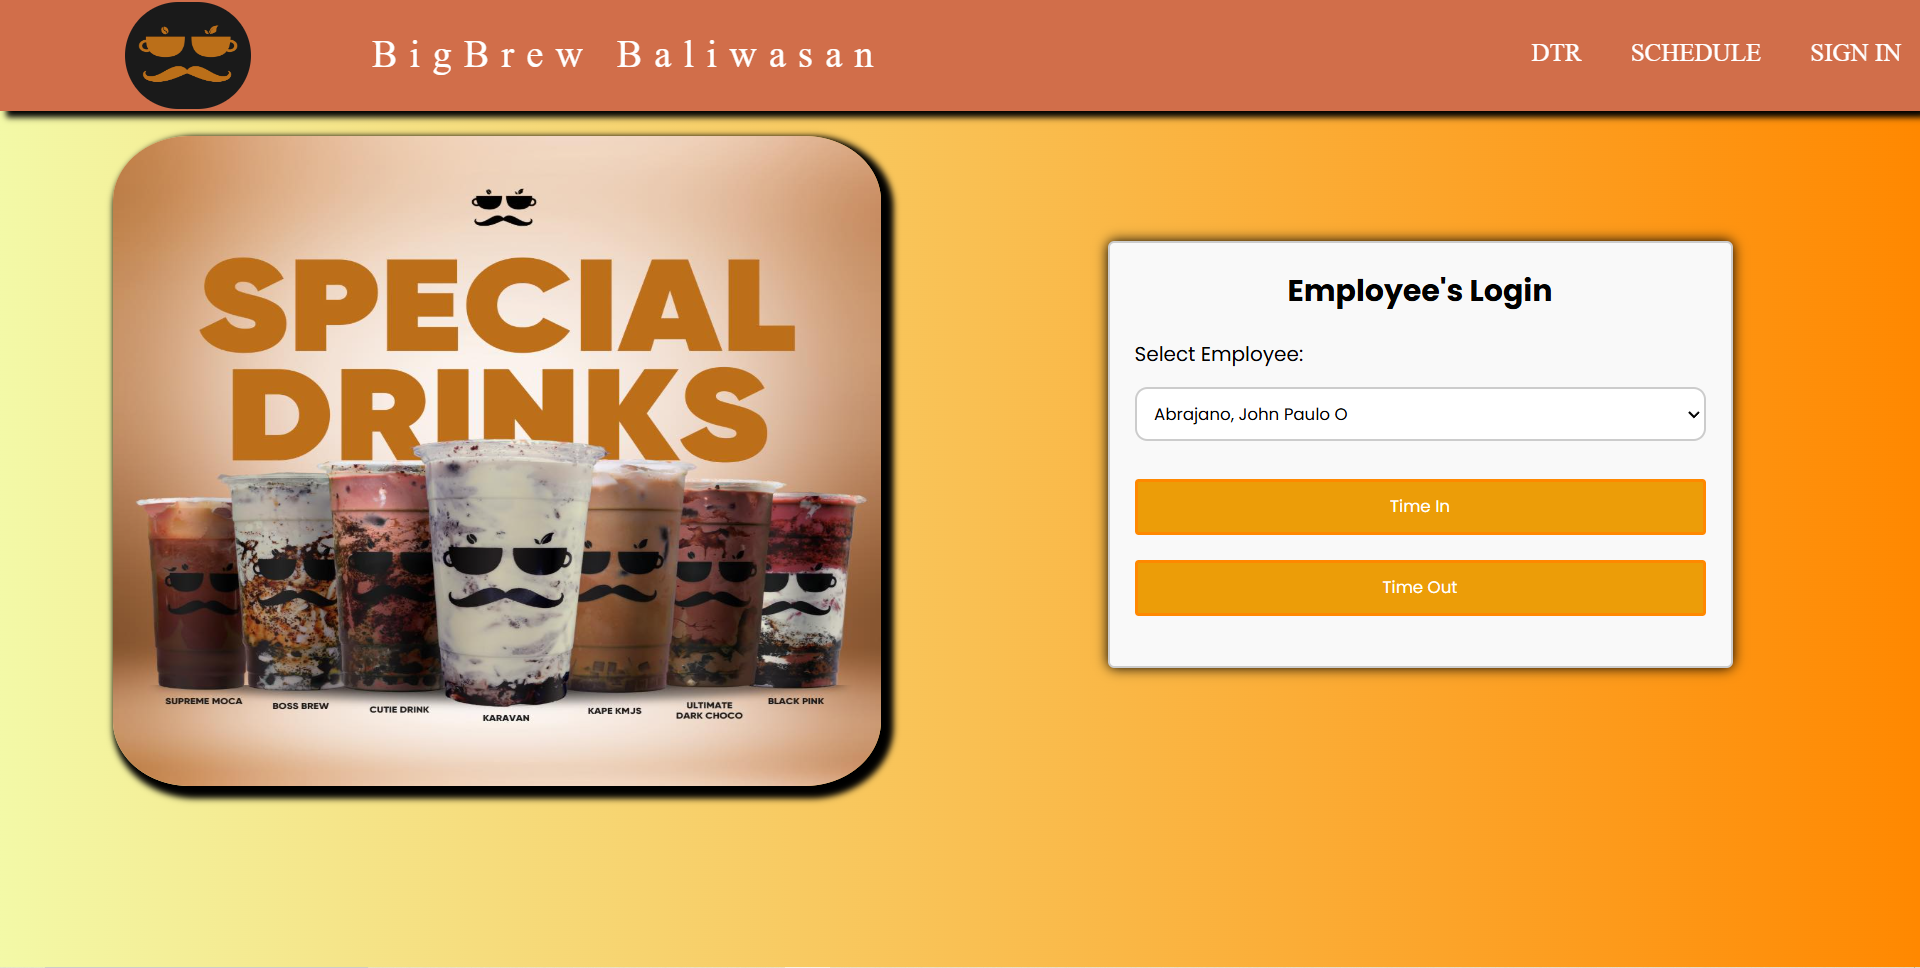 BigBrew Baliwasan
DTR
SCHEDULE
SIGN IN
SPECIAL
DRINKS
SUPREME MOCA
BOSS BREW
CUTIE DRINK
KARAVAN
KAPE KMJS
ULTIMATE
DARK CHOCO
BLACK PINK
Employee's Login
Select Employee:
Abrajano, John Paulo O
Time In
Time Out